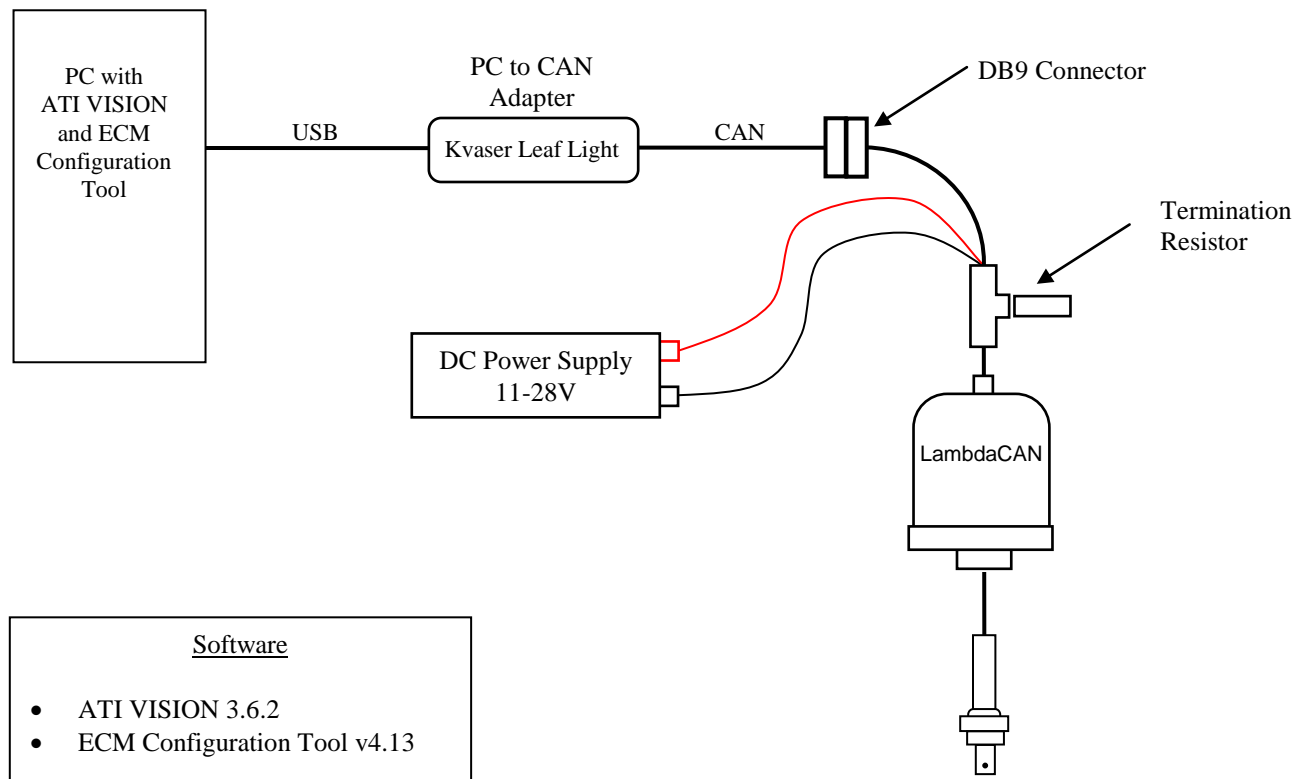 PC with
ATI VISION
and ECM
Configuration
Tool
USB
PC to CAN
Adapter
Kvaser Leaf Light
CAN
DB9 Connector
Termination
Resistor
DC Power Supply
11-28V
LambdaCAN
Software
• ATI VISION 3.6.2
• ECM Configuration Tool v4.13